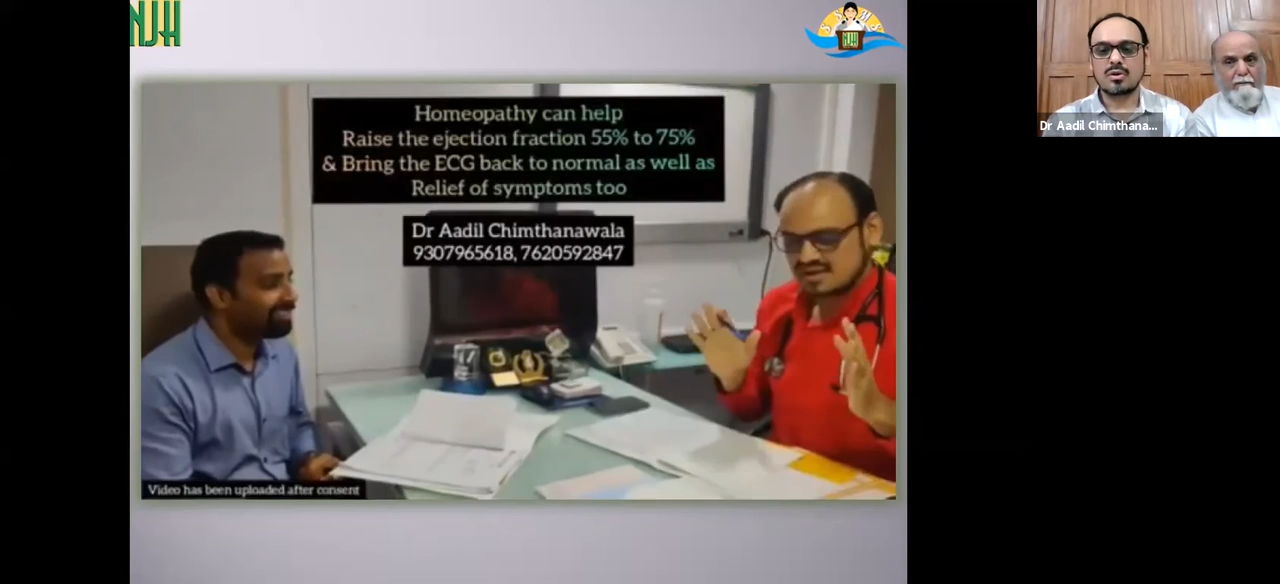 NJH
SSMS
NJH
Homeopathy can help
Raise the ejection fraction 55% to 75%
& Bring the ECG back to normal as well as
Relief of symptoms too
Dr Aadil Chimthanawala
9307965618, 7620592847
Video has been uploaded after consent
Dr Aadil Chimthana...